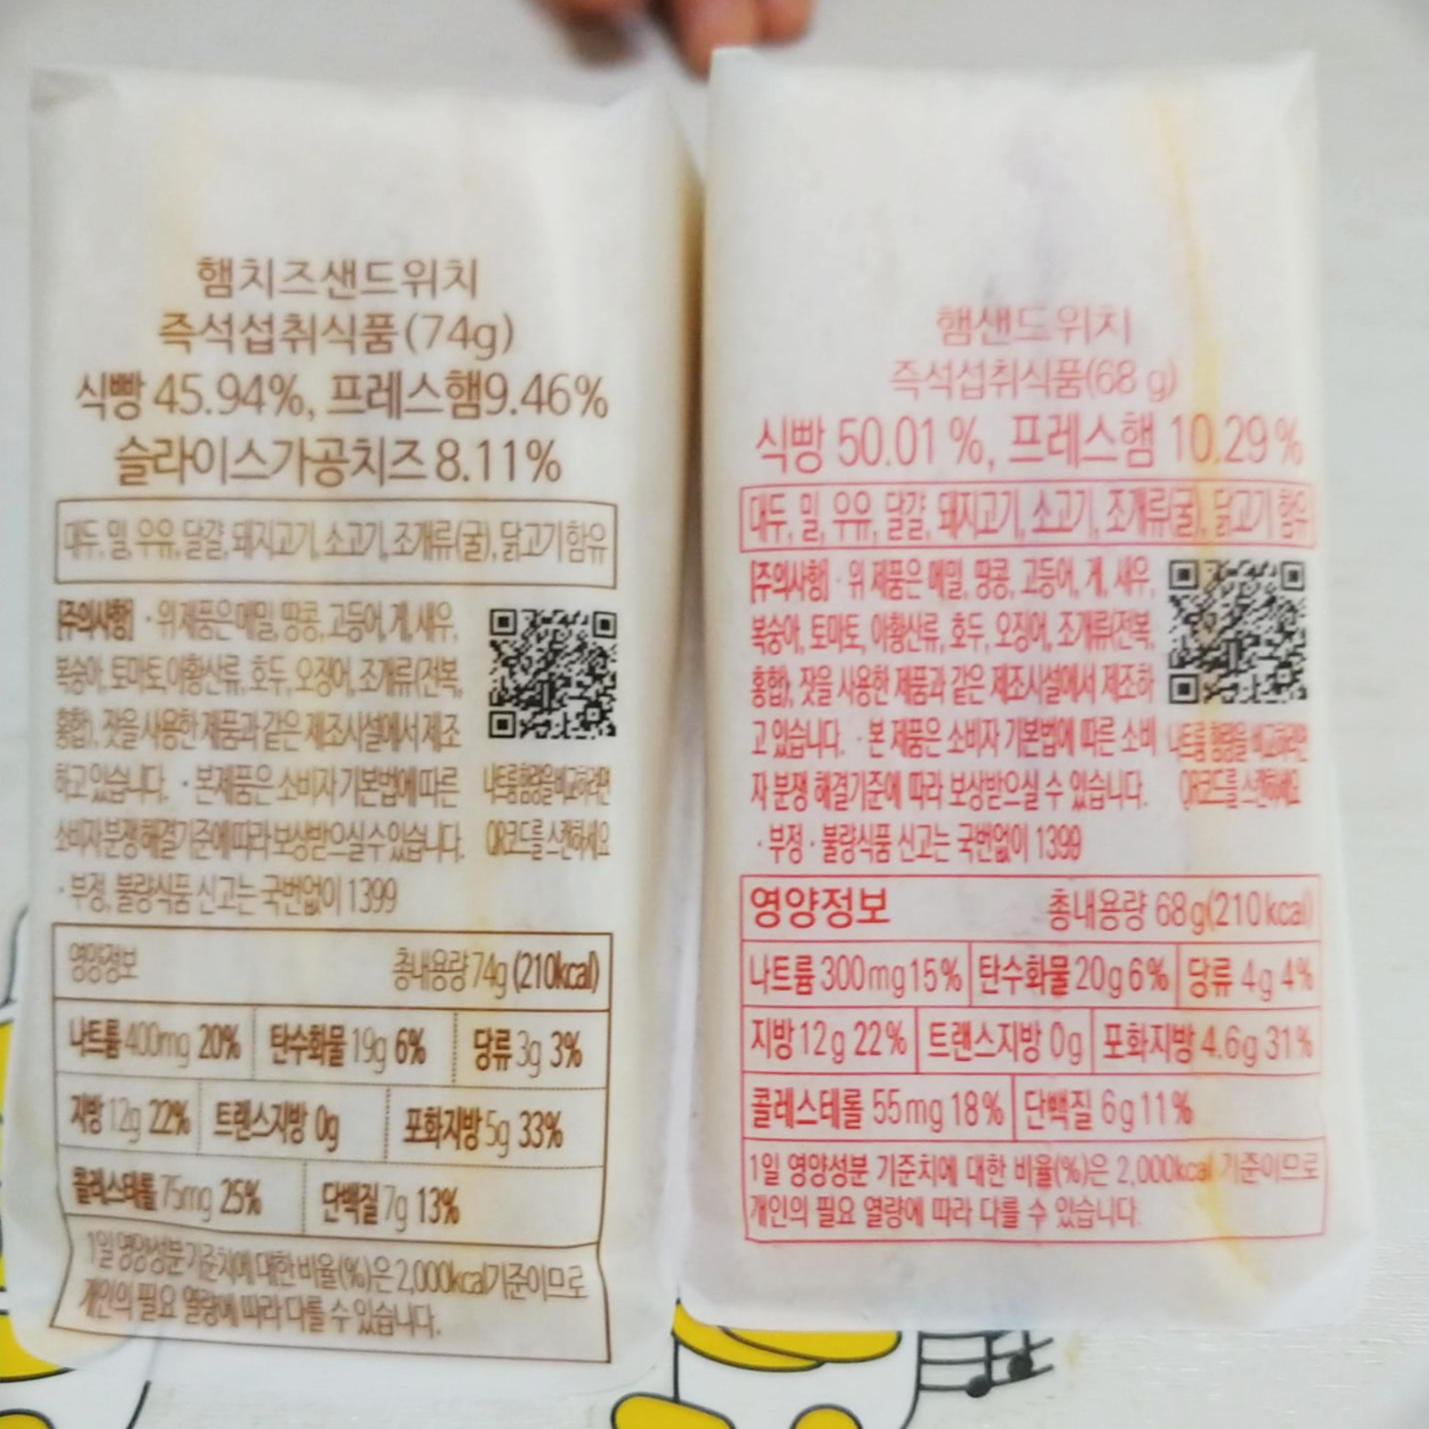 햄치즈샌드위치
즉석섭취식품(74g)
식빵 45.94%, 프레스햄9.46%
슬라이스가공치즈 8.11%
대두, 밀, 우유, 달걀, 돼지고기, 소고기, 조개류(굴), 닭고기 함유
[주의사항] · 위 제품은 메밀, 땅콩, 고등어, 게, 새우,
복숭아, 토마토, 아황산류, 호두, 오징어, 조개류(전복,
홍합), 잣을 사용한 제품과 같은 제조시설에서 제조
하고 있습니다. · 본제품은 소비자 기본법에 따른
소비자 분쟁 해결기준에 따라 보상받으실 수 있습니다.
· 부정, 불량식품 신고는 국번없이 1399
나트륨 함량을 비교하려면
QR코드를 스캔하세요
영양정보 총내용량 74g (210kcal)
나트륨 400mg 20% 탄수화물 19g 6% 당류 3g 3%
지방 12g 22% 트랜스지방 0g 포화지방 5g 33%
콜레스테롤 75mg 25% 단백질 7g 13%
1일 영양성분 기준치에 대한 비율(%)은 2,000kcal기준이므로
개인의 필요 열량에 따라 다를 수 있습니다.
햄샌드위치
즉석섭취식품(68 g)
식빵 50.01 %, 프레스햄 10.29 %
대두, 밀, 우유, 달걀, 돼지고기, 소고기, 조개류(굴), 닭고기 함유
[주의사항] · 위 제품은 메밀, 땅콩, 고등어, 게, 새우,
복숭아, 토마토, 아황산류, 호두, 오징어, 조개류(전복,
홍합), 잣을 사용한 제품과 같은 제조시설에서 제조하
고 있습니다. · 본 제품은 소비자 기본법에 따른 소비
자 분쟁 해결기준에 따라 보상받으실 수 있습니다.
· 부정 · 불량식품 신고는 국번없이 1399
나트륨 함량을 비교하려면
QR코드를 스캔하세요
영양정보 총내용량 68 g(210 kcal)
나트륨 300mg 15% 탄수화물 20g 6% 당류 4g 4%
지방 12g 22% 트랜스지방 0g 포화지방 4.6g 31%
콜레스테롤 55mg 18% 단백질 6g 11%
1일 영양성분 기준치에 대한 비율(%)은 2,000kcal 기준이므로
개인의 필요 열량에 따라 다를 수 있습니다.